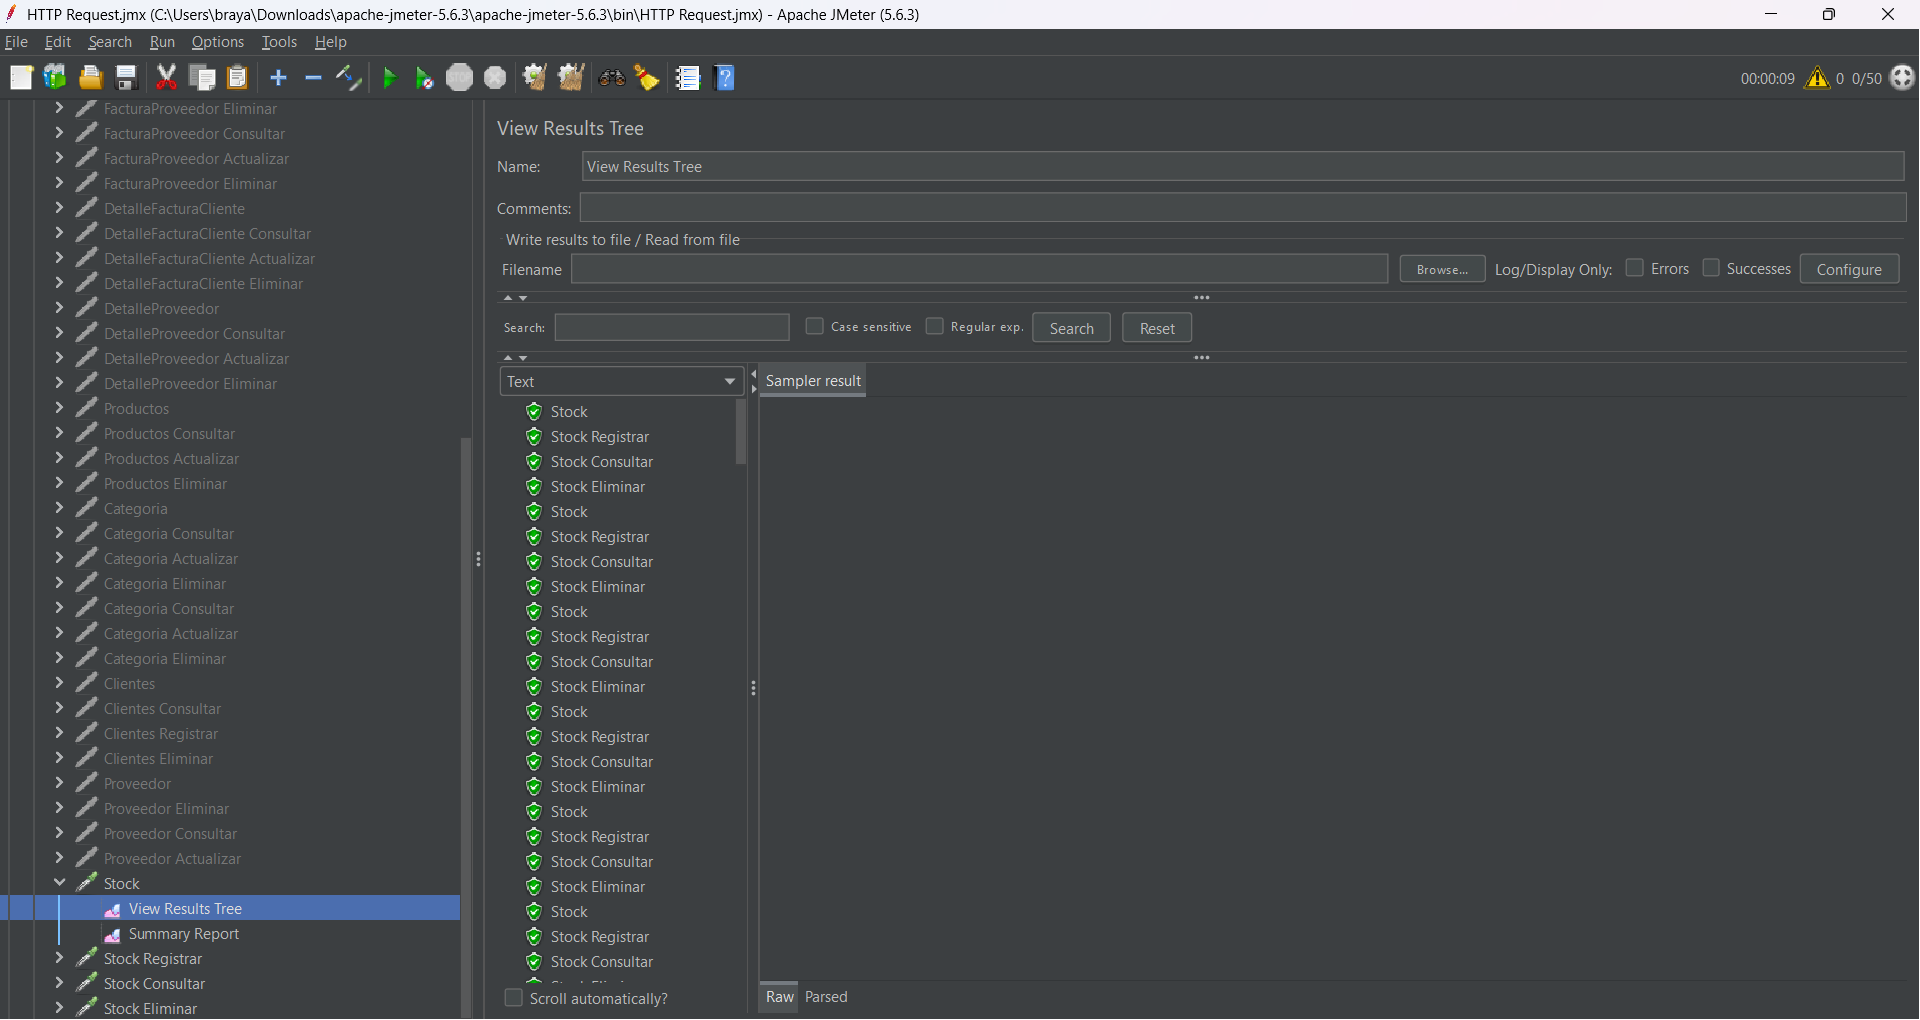 HTTP Request.jmx (C:\Users\braya\Downloads\apache-jmeter-5.6.3\apache-jmeter-5.6.3\bin\HTTP Request.jmx) - Apache JMeter (5.6.3)
File Edit Search Run Options Tools Help
STOP
00:00:09 0 0/50
FacturaProveedor Eliminar
FacturaProveedor Consultar
FacturaProveedor Actualizar
FacturaProveedor Eliminar
DetalleFacturaCliente
DetalleFacturaCliente Consultar
DetalleFacturaCliente Actualizar
DetalleFacturaCliente Eliminar
DetalleProveedor
DetalleProveedor Consultar
DetalleProveedor Actualizar
DetalleProveedor Eliminar
Productos
Productos Consultar
Productos Actualizar
Productos Eliminar
Categoria
Categoria Consultar
Categoria Actualizar
Categoria Eliminar
Categoria Consultar
Categoria Actualizar
Categoria Eliminar
Clientes
Clientes Consultar
Clientes Registrar
Clientes Eliminar
Proveedor
Proveedor Eliminar
Proveedor Consultar
Proveedor Actualizar
Stock
View Results Tree
Summary Report
Stock Registrar
Stock Consultar
Stock Eliminar
View Results Tree
Name: View Results Tree
Comments:
Write results to file / Read from file
Filename Browse... Log/Display Only: Errors Successes Configure
Search: Case sensitive Regular exp. Search Reset
Text
Stock
Stock Registrar
Stock Consultar
Stock Eliminar
Stock
Stock Registrar
Stock Consultar
Stock Eliminar
Stock
Stock Registrar
Stock Consultar
Stock Eliminar
Stock
Stock Registrar
Stock Consultar
Stock Eliminar
Stock
Stock Registrar
Stock Consultar
Stock Eliminar
Stock
Stock Registrar
Stock Consultar
Scroll automatically?
Sampler result
Raw Parsed